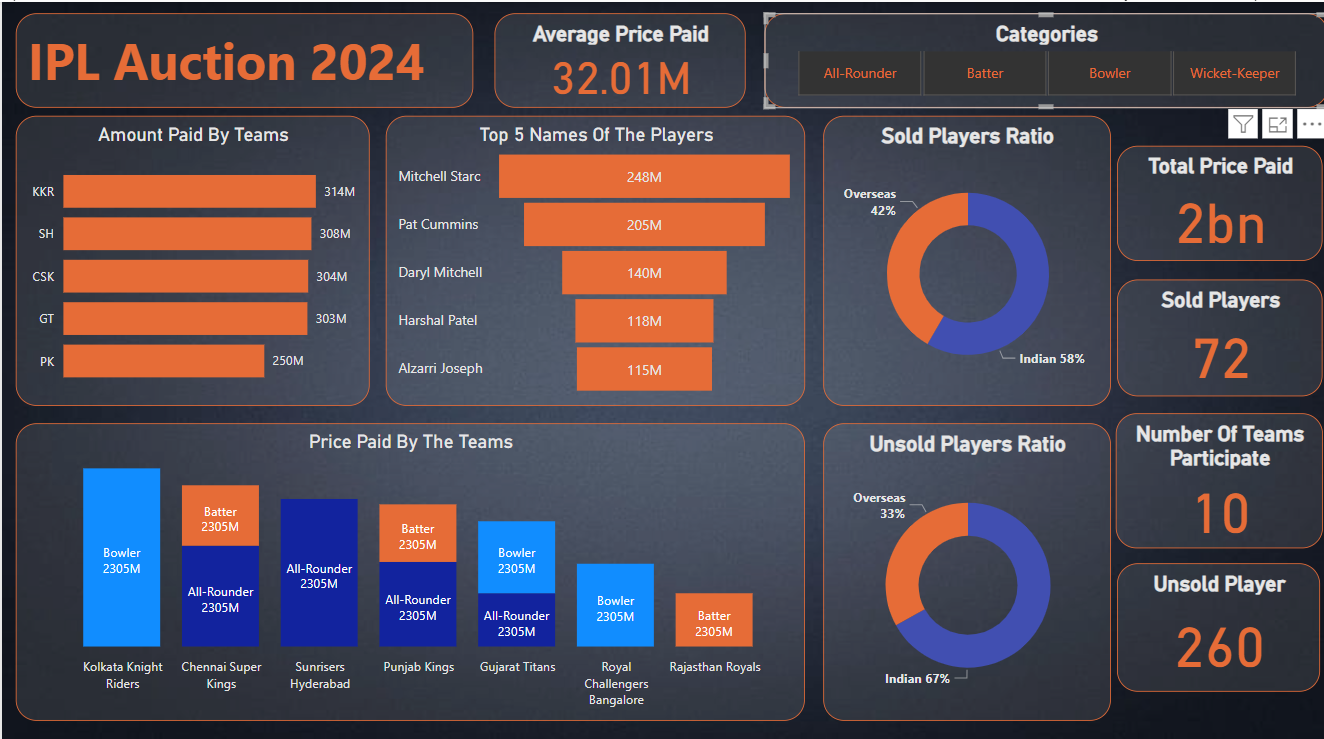 IPL Auction 2024
Average Price Paid
32.01M
Categories
All-Rounder
Batter
Bowler
Wicket-Keeper
Amount Paid By Teams
KKR
314M
SH
308M
CSK
304M
GT
303M
PK
250M
Top 5 Names Of The Players
Mitchell Starc
248M
Pat Cummins
205M
Daryl Mitchell
140M
Harshal Patel
118M
Alzarri Joseph
115M
Sold Players Ratio
Overseas
42%
Indian 58%
Total Price Paid
2bn
Sold Players
72
Price Paid By The Teams
Bowler
2305M
Batter
2305M
All-Rounder
2305M
All-Rounder
2305M
Batter
2305M
All-Rounder
2305M
Bowler
2305M
All-Rounder
2305M
Bowler
2305M
Batter
2305M
Kolkata Knight
Riders
Chennai Super
Kings
Sunrisers
Hyderabad
Punjab Kings
Gujarat Titans
Royal
Challengers
Bangalore
Rajasthan Royals
Unsold Players Ratio
Overseas
33%
Indian 67%
Number Of Teams
Participate
10
Unsold Player
260